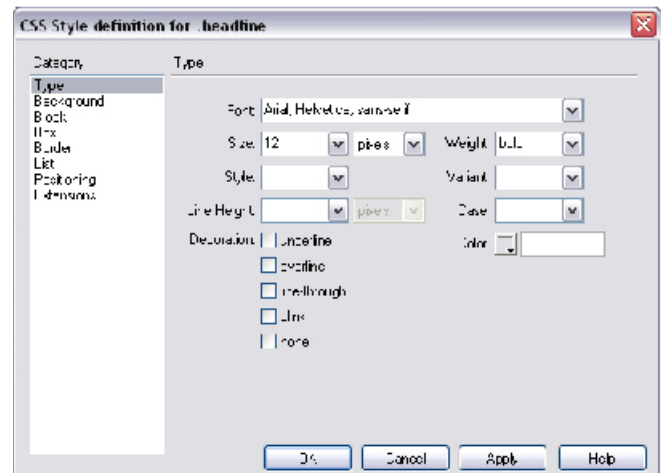 CSS Style definition for .headline
Category
Type
Type
Background
Block
Box
Border
List
Positioning
Extensions
Font: Arial, Helvetica, sans-serif
Size: 12 pixels Weight: bold
Style: Variant:
Line Height: pixels Case:
Decoration: underline Color:
overline
line-through
blink
none
OK Cancel Apply Help